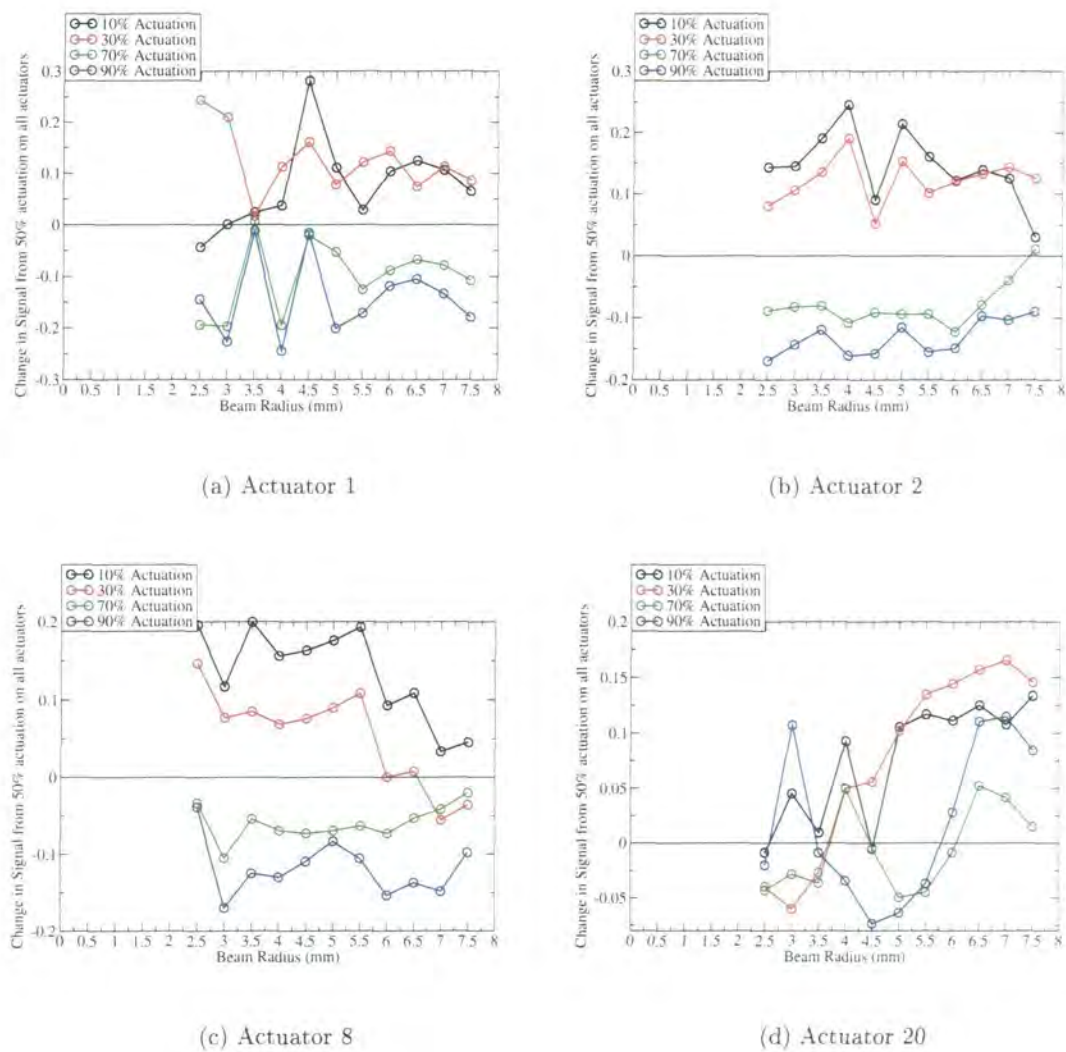 10% Actuation
30% Actuation
70% Actuation
90% Actuation
Change in Signal from 50% actuation on all actuators
0.3
0.2
0.1
0
-0.1
-0.2
-0.3
0 0.5 1 1.5 2 2.5 3 3.5 4 4.5 5 5.5 6 6.5 7 7.5 8
Beam Radius (mm)
(a) Actuator 1
10% Actuation
30% Actuation
70% Actuation
90% Actuation
Change in Signal from 50% actuation on all actuators
0.3
0.2
0.1
0
-0.1
-0.2
0 0.5 1 1.5 2 2.5 3 3.5 4 4.5 5 5.5 6 6.5 7 7.5 8
Beam Radius (mm)
(b) Actuator 2
10% Actuation
30% Actuation
70% Actuation
90% Actuation
Change in Signal from 50% actuation on all actuators
0.2
0.1
0
-0.1
-0.2
0 0.5 1 1.5 2 2.5 3 3.5 4 4.5 5 5.5 6 6.5 7 7.5 8
Beam Radius (mm)
(c) Actuator 8
10% Actuation
30% Actuation
70% Actuation
90% Actuation
Change in Signal from 50% actuation on all actuators
0.2
0.15
0.1
0.05
0
-0.05
0 0.5 1 1.5 2 2.5 3 3.5 4 4.5 5 5.5 6 6.5 7 7.5 8
Beam Radius (mm)
(d) Actuator 20